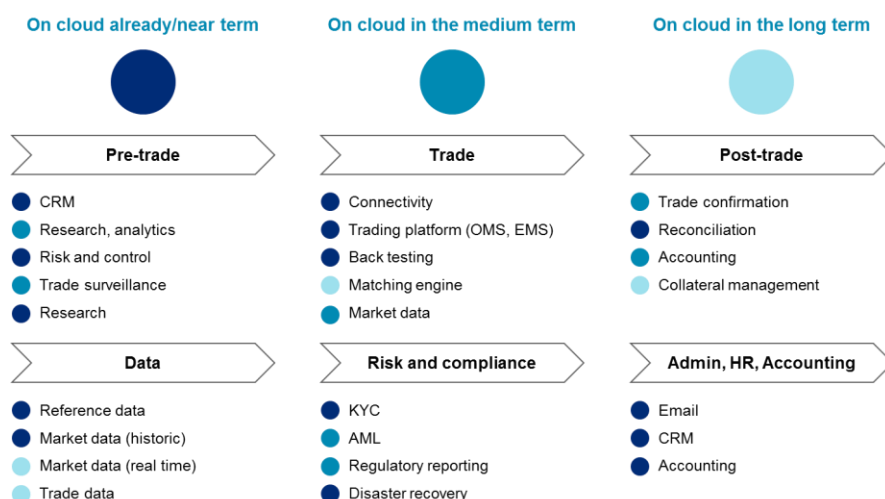 On cloud already/near term
On cloud in the medium term
On cloud in the long term
Pre-trade
CRM
Research, analytics
Risk and control
Trade surveillance
Research
Trade
Connectivity
Trading platform (OMS, EMS)
Back testing
Matching engine
Market data
Post-trade
Trade confirmation
Reconciliation
Accounting
Collateral management
Data
Reference data
Market data (historic)
Market data (real time)
Trade data
Risk and compliance
KYC
AML
Regulatory reporting
Disaster recovery
Admin, HR, Accounting
Email
CRM
Accounting